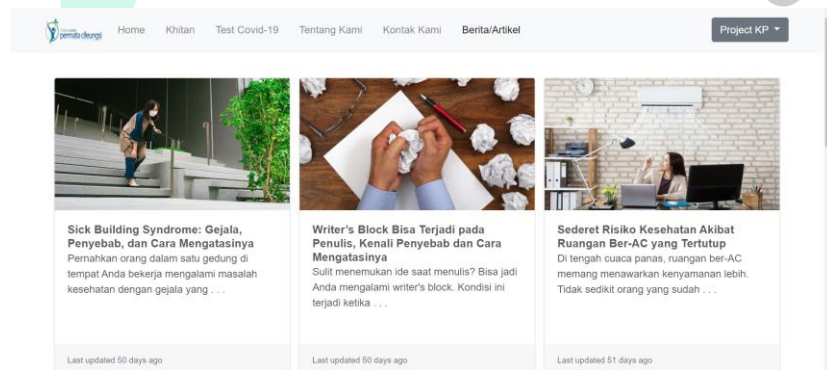 permata cileungsi
Home Khitan Test Covid-19 Tentang Kami Kontak Kami Berita/Artikel Project KP
Sick Building Syndrome: Gejala,
Penyebab, dan Cara Mengatasinya
Pernahkan orang dalam satu gedung di
tempat Anda bekerja mengalami masalah
kesehatan dengan gejala yang . . .
Last updated 50 days ago
Writer's Block Bisa Terjadi pada
Penulis, Kenali Penyebab dan Cara
Mengatasinya
Sulit menemukan ide saat menulis? Bisa jadi
Anda mengalami writer's block. Kondisi ini
terjadi ketika . . .
Last updated 50 days ago
Sederet Risiko Kesehatan Akibat
Ruangan Ber-AC yang Tertutup
Di tengah cuaca panas, ruangan ber-AC
memang menawarkan kenyamanan lebih.
Tidak sedikit orang yang sudah . . .
Last updated 51 days ago